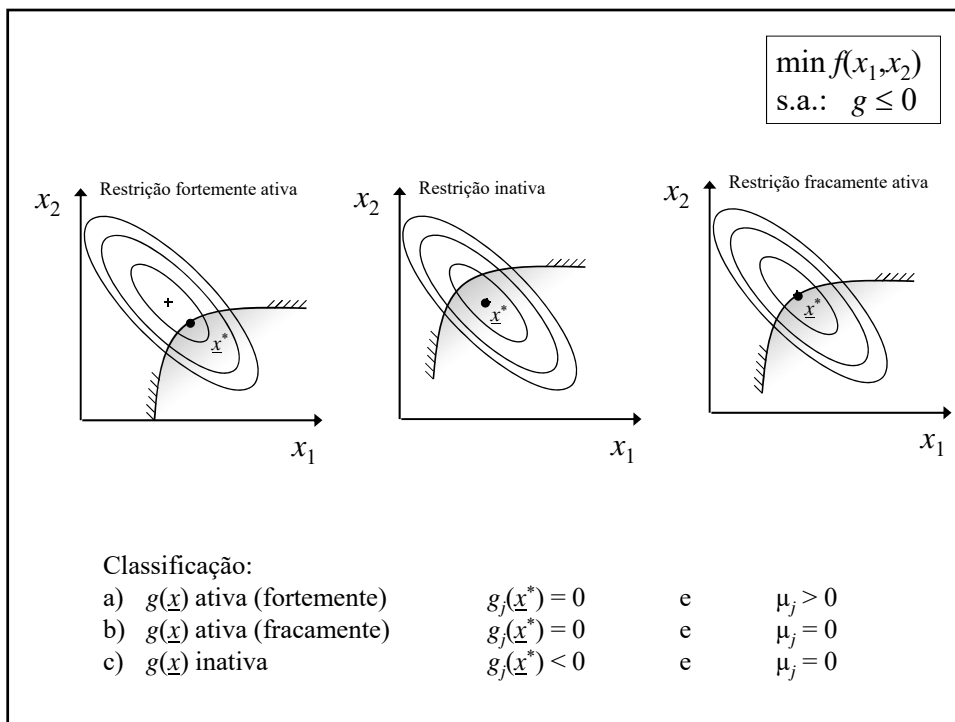 min f(x₁,x₂)
s.a.: g ≤ 0
Restrição fortemente ativa
x₂
x*
x₁
Restrição inativa
x₂
x*
x₁
Restrição fracamente ativa
x₂
x*
x₁
Classificação:
a) g(x) ativa (fortemente) gⱼ(x*) = 0 e μⱼ > 0
b) g(x) ativa (fracamente) gⱼ(x*) = 0 e μⱼ = 0
c) g(x) inativa gⱼ(x*) < 0 e μⱼ = 0